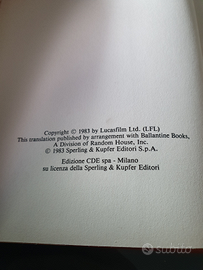 Copyright © 1983 by Lucasfilm Ltd. (LFL)
This translation published by arrangement with Ballantine Books,
A Division of Random House, Inc.
© 1983 Sperling & Kupfer Editori S.p.A.
Edizione CDE spa - Milano
su licenza della Sperling & Kupfer Editori
subito